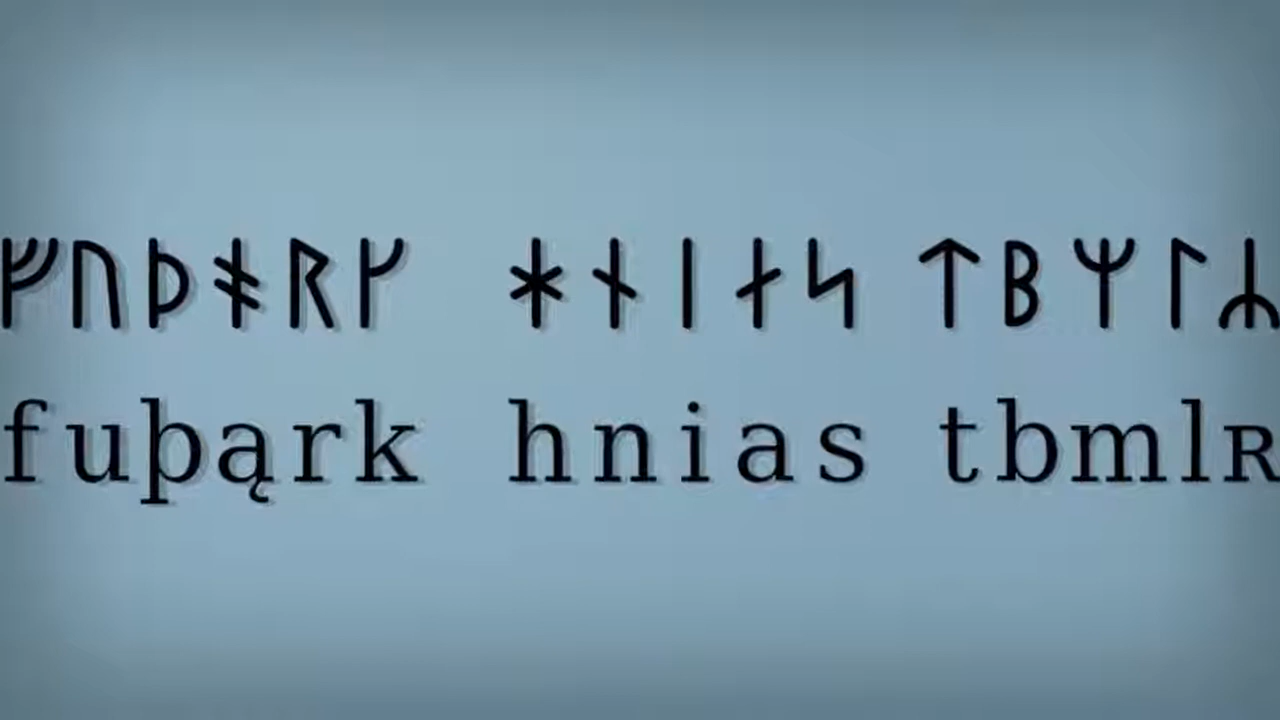 ᚠᚢᚦᚬᚱᚴ ᚼᚾᛁᛅᛋ ᛏᛒᛘᛚᛦ
fuþąrk hnias tbmlʀ